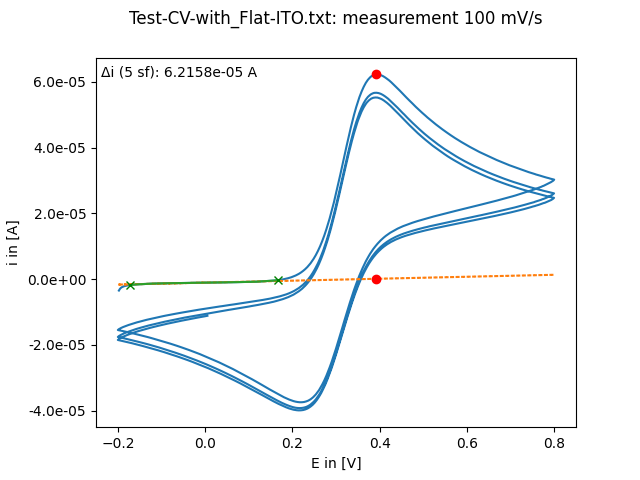 Test-CV-with_Flat-ITO.txt: measurement 100 mV/s
Δi (5 sf): 6.2158e-05 A
6.0e-05
4.0e-05
2.0e-05
0.0e+00
-2.0e-05
-4.0e-05
i in [A]
−0.2
0.0
0.2
0.4
0.6
0.8
E in [V]